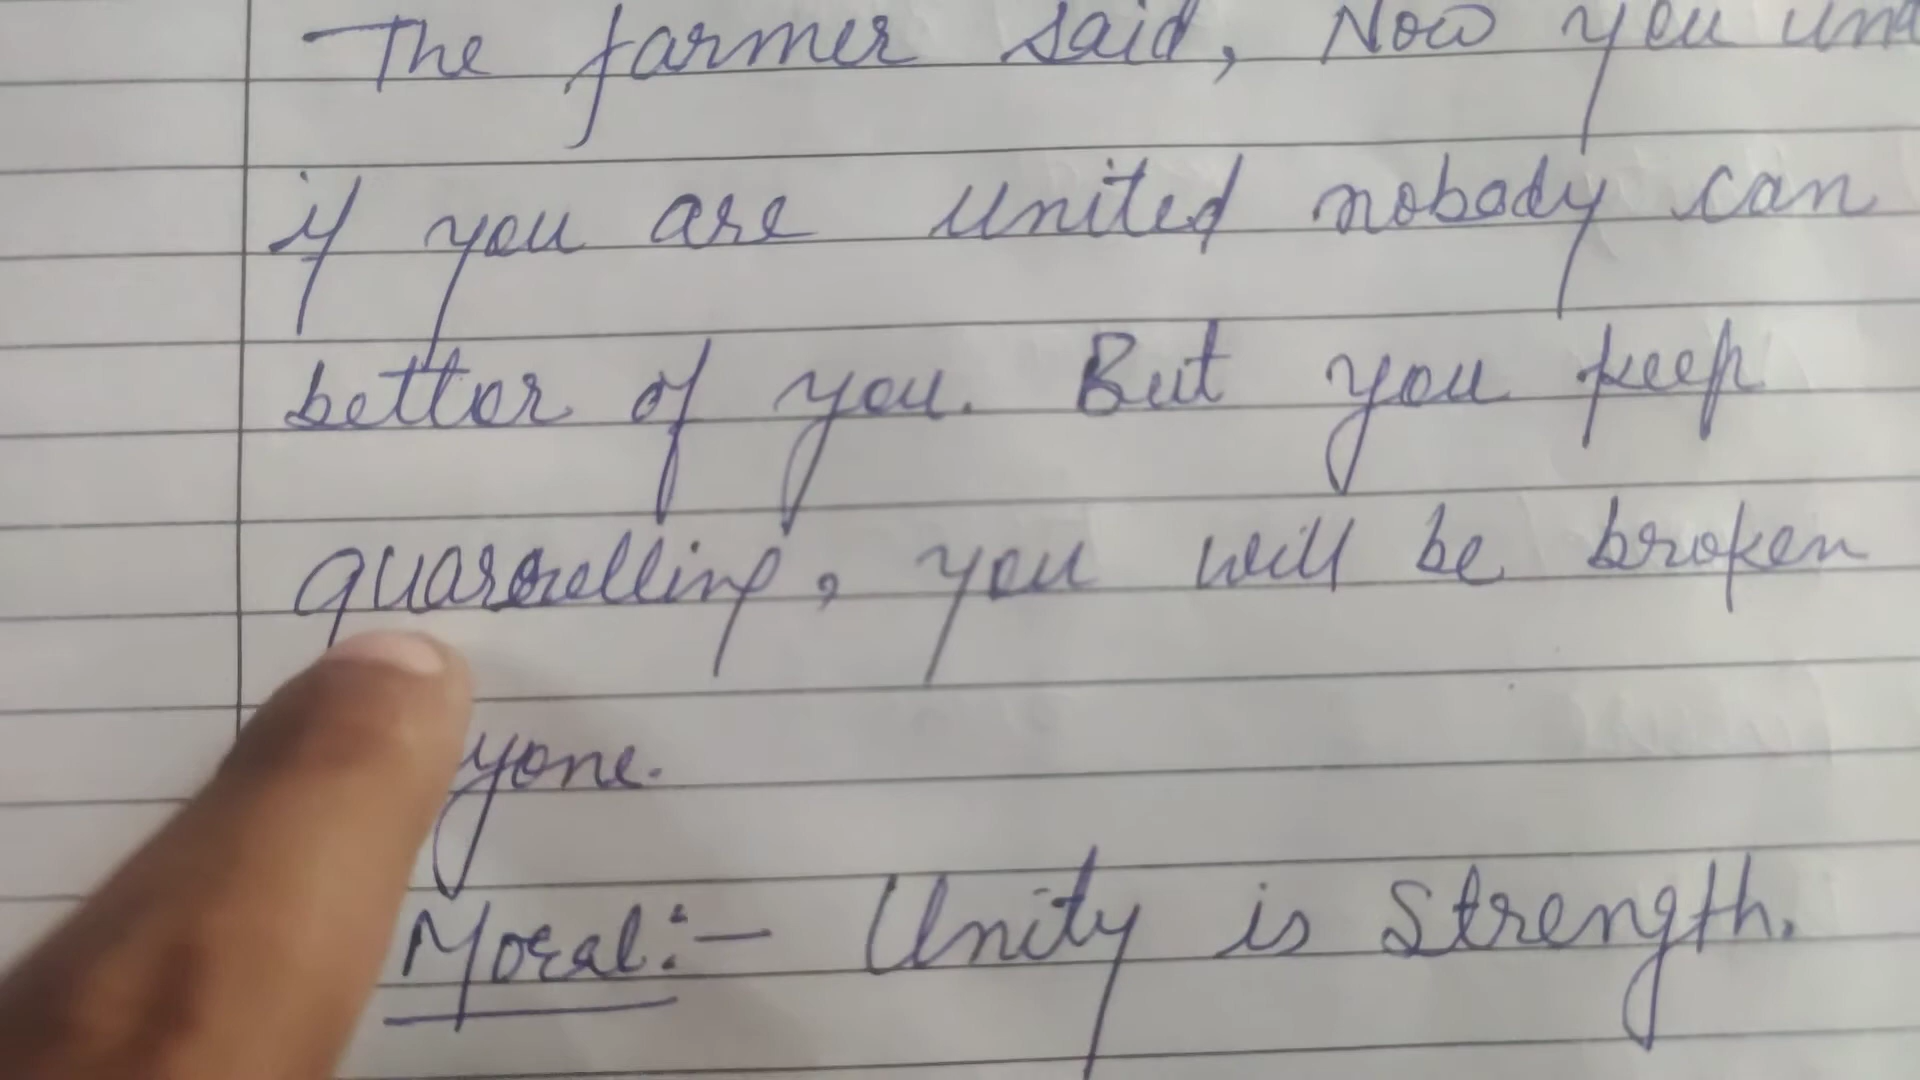 The farmer said, Now you
if you are united nobody can
better of you. But you keep
quarrelling, you will be broken
yone.
Moral:- Unity is Strength.